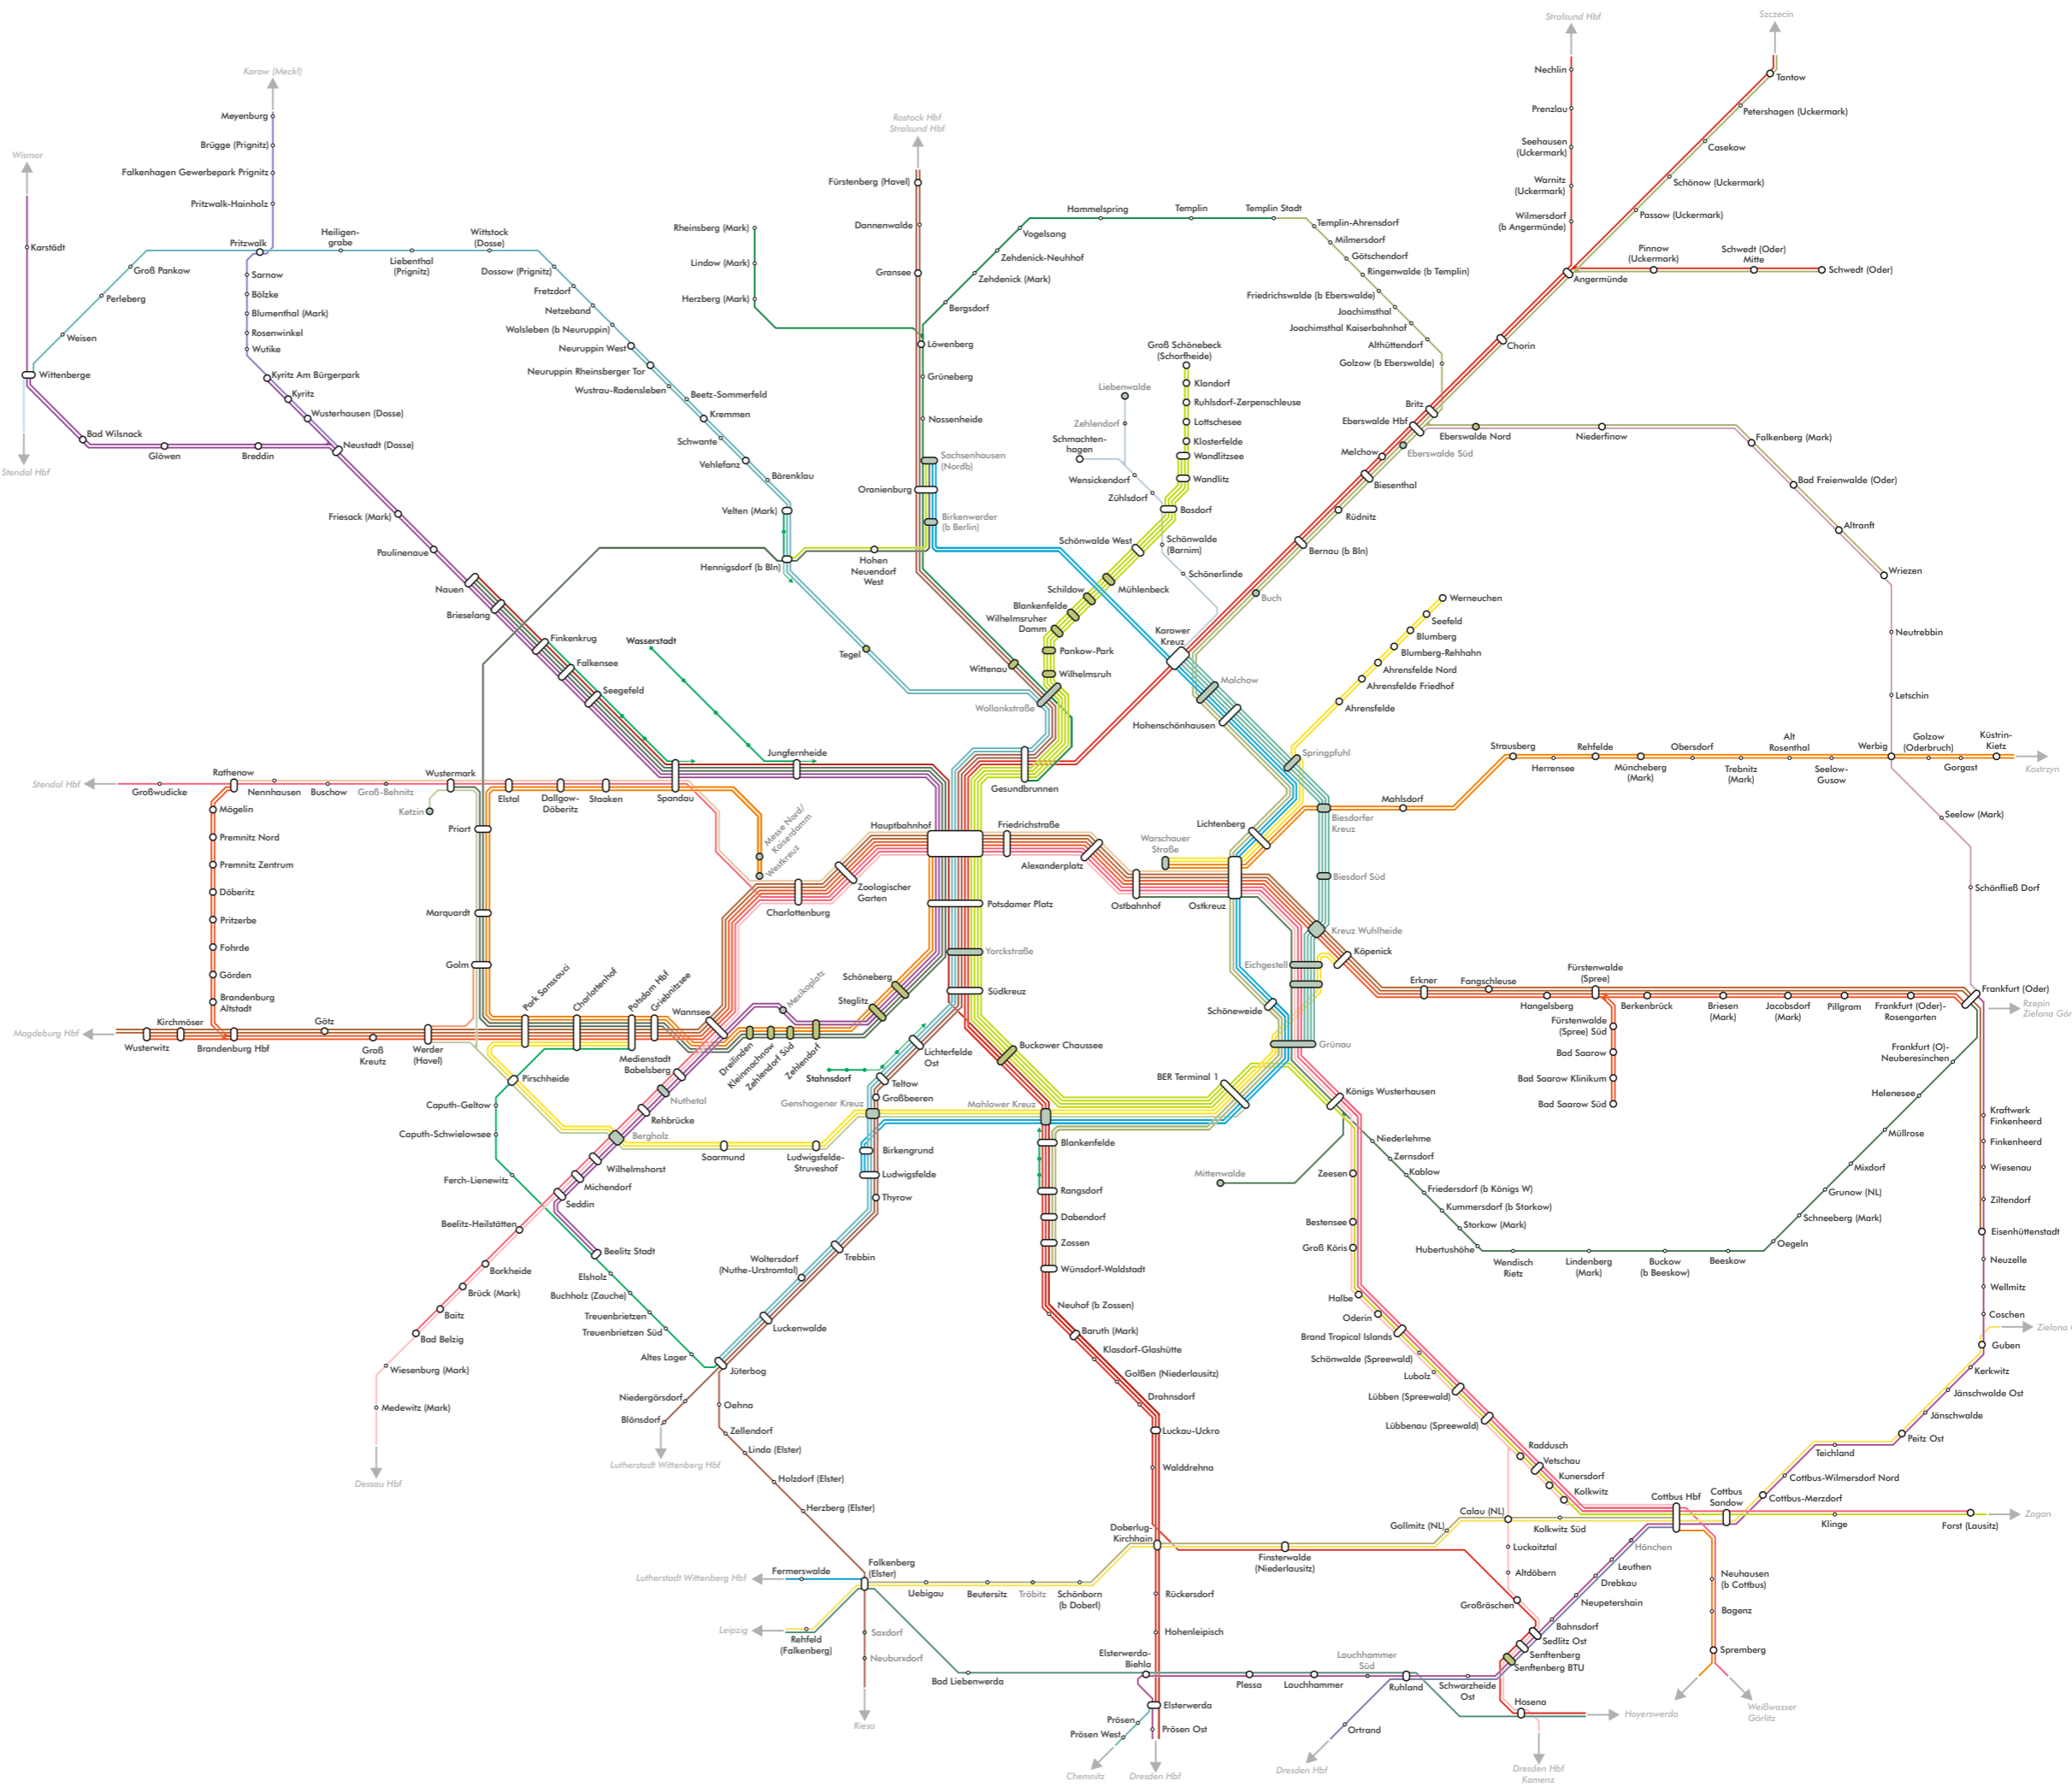 Stralsund Hbf
Szczecin
Nechlin
Tantow
Karow (Meckl)
Prenzlau
Petershagen (Uckermark)
Meyenburg
Rostock Hbf
Stralsund Hbf
Brügge (Prignitz)
Seehausen
(Uckermark)
Casekow
Wismar
Falkenhagen Gewerbepark Prignitz
Fürstenberg (Havel)
Warnitz
(Uckermark)
Schönow (Uckermark)
Pritzwalk-Hainholz
Hammelspring
Templin
Templin Stadt
Wilmersdorf
(b Angermünde)
Passow (Uckermark)
Dannenwalde
Rheinsberg (Mark)
Vogelsang
Templin-Ahrensdorf
Karstädt
Pritzwalk
Heiligen-
grabe
Liebenthal
(Prignitz)
Wittstock
(Dosse)
Milmersdorf
Zehdenick-Neuhhof
Götschendorf
Pinnow
(Uckermark)
Schwedt (Oder)
Mitte
Schwedt (Oder)
Groß Pankow
Sarnow
Dossow (Prignitz)
Lindow (Mark)
Gransee
Zehdenick (Mark)
Ringenwalde (b Templin)
Angermünde
Perleberg
Bölzke
Fretzdorf
Herzberg (Mark)
Bergsdorf
Friedrichswalde (b Eberswalde)
Blumenthal (Mark)
Netzeband
Joachimsthal
Weisen
Rosenwinkel
Walsleben (b Neuruppin)
Joachimsthal Kaiserbahnhof
Wutike
Neuruppin West
Löwenberg
Groß Schönebeck
(Schorfheide)
Althüttendorf
Chorin
Wittenberge
Kyritz Am Bürgerpark
Neuruppin Rheinsberger Tor
Grüneberg
Golzow (b Eberswalde)
Kyritz
Wustrau-Radensleben
Liebenwalde
Klandorf
Wusterhausen (Dosse)
Beetz-Sommerfeld
Ruhlsdorf-Zerpenschleuse
Britz
Bad Wilsnack
Kremmen
Nassenheide
Zehlendorf
Lottschesee
Eberswalde Hbf
Eberswalde Nord
Niederfinow
Glöwen
Breddin
Neustadt (Dosse)
Schwante
Schmachten-
hagen
Klosterfelde
Melchow
Eberswalde Süd
Falkenberg (Mark)
Stendal Hbf
Vehlefanz
Sachsenhausen
(Nordb)
Wandlitzsee
Wensickendorf
Wandlitz
Biesenthal
Bad Freienwalde (Oder)
Bärenklau
Oranienburg
Zühlsdorf
Friesack (Mark)
Velten (Mark)
Birkenwerder
(b Berlin)
Basdorf
Rüdnitz
Altranft
Paulinenaue
Schönwalde West
Schönwalde
(Barnim)
Bernau (b Bln)
Hennigsdorf (b Bln)
Hohen
Neuendorf
West
Schönerlinde
Wriezen
Nauen
Schildow
Mühlenbeck
Buch
Werneuchen
Brieselang
Blankenfelde
Seefeld
Wilhelmsruher
Damm
Blumberg
Finkenkrug
Wasserstadt
Tegel
Karower
Kreuz
Blumberg-Rehhahn
Neutrebbin
Falkensee
Wittenau
Pankow-Park
Ahrensfelde Nord
Seegefeld
Wilhelmsruh
Malchow
Ahrensfelde Friedhof
Letschin
Wollankstraße
Hohenschönhausen
Ahrensfelde
Jungfernheide
Springpfuhl
Strausberg
Rehfelde
Obersdorf
Alt
Rosenthal
Werbig
Golzow
(Oderbruch)
Küstrin-
Kietz
Herrensee
Müncheberg
(Mark)
Trebnitz
(Mark)
Seelow-
Gusow
Gorgast
Kostrzyn
Stendal Hbf
Großwudicke
Rathenow
Nennhausen
Buschow
Groß-Behnitz
Wustermark
Elstal
Dallgow-
Döberitz
Staaken
Spandau
Gesundbrunnen
Mögelin
Ketzin
Messe Nord/
Kaiserdamm
Westkreuz
Mahlsdorf
Premnitz Nord
Priort
Hauptbahnhof
Friedrichstraße
Lichtenberg
Biesdorfer
Kreuz
Seelow (Mark)
Premnitz Zentrum
Alexanderplatz
Warschauer
Straße
Döberitz
Zoologischer
Garten
Biesdorf Süd
Schönfließ Dorf
Pritzerbe
Marquardt
Charlottenburg
Potsdamer Platz
Ostbahnhof
Ostkreuz
Fohrde
Yorckstraße
Kreuz Wuhlheide
Görden
Golm
Park Sanssouci
Charlottenhof
Potsdam Hbf
Griebnitzsee
Mexikoplatz
Schöneberg
Steglitz
Südkreuz
Eichgestell
Köpenick
Erkner
Fangschleuse
Fürstenwalde
(Spree)
Frankfurt (Oder)
Brandenburg
Altstadt
Hangelsberg
Berkenbrück
Briesen
(Mark)
Jacobsdorf
(Mark)
Pillgram
Frankfurt (Oder)-
Rosengarten
Rzepin
Wannsee
Schöneweide
Magdeburg Hbf
Wusterwitz
Kirchmöser
Brandenburg Hbf
Götz
Groß
Kreutz
Werder
(Havel)
Medienstadt
Babelsberg
Dreilinden
Kleinmachnow
Zehlendorf Süd
Zehlendorf
Lichterfelde
Ost
Buckower Chaussee
Grünau
Fürstenwalde
(Spree) Süd
Frankfurt (O)-
Neuberesinchen
Pirschheide
Stahnsdorf
Teltow
BER Terminal 1
Königs Wusterhausen
Bad Saarow
Caputh-Geltow
Nuthetal
Großbeeren
Bad Saarow Klinikum
Helenesee
Rehbrücke
Genshagener Kreuz
Mahlower Kreuz
Bad Saarow Süd
Kraftwerk
Finkenheerd
Caputh-Schwielowsee
Bergholz
Saarmund
Ludwigsfelde-
Struveshof
Birkengrund
Blankenfelde
Niederlehme
Müllrose
Finkenheerd
Wilhelmshorst
Zernsdorf
Mixdorf
Ferch-Lienewitz
Michendorf
Ludwigsfelde
Rangsdorf
Mittenwalde
Zeesen
Kablow
Wiesenau
Seddin
Thyrow
Friedersdorf (b Königs W)
Grunow (NL)
Ziltendorf
Beelitz-Heilstätten
Dabendorf
Bestensee
Kummersdorf (b Storkow)
Schneeberg (Mark)
Storkow (Mark)
Eisenhüttenstadt
Beelitz Stadt
Woltersdorf
(Nuthe-Urstromtal)
Trebbin
Zossen
Groß Köris
Hubertushöhe
Wendisch
Rietz
Lindenberg
(Mark)
Buckow
(b Beeskow)
Beeskow
Oegeln
Neuzelle
Borkheide
Elsholz
Wünsdorf-Waldstadt
Brück (Mark)
Buchholz (Zauche)
Halbe
Wellmitz
Baitz
Treuenbrietzen
Neuhof (b Zossen)
Oderin
Coschen
Bad Belzig
Treuenbrietzen Süd
Luckenwalde
Baruth (Mark)
Brand Tropical Islands
Guben
Wiesenburg (Mark)
Altes Lager
Jüterbog
Klasdorf-Glashütte
Schönwalde (Spreewald)
Kerkwitz
Golßen (Niederlausitz)
Lubolz
Jänschwalde Ost
Medewitz (Mark)
Niedergörsdorf
Oehna
Drahnsdorf
Lübben (Spreewald)
Jänschwalde
Blönsdorf
Zellendorf
Luckau-Uckro
Lübbenau (Spreewald)
Peitz Ost
Dessau Hbf
Lutherstadt Wittenberg Hbf
Linda (Elster)
Walddrehna
Raddusch
Vetschau
Teichland
Holzdorf (Elster)
Kunersdorf
Cottbus-Wilmersdorf Nord
Herzberg (Elster)
Kolkwitz
Cottbus Hbf
Cottbus
Sandow
Cottbus-Merzdorf
Calau (NL)
Klinge
Forst (Lausitz)
Zagan
Doberlug-
Kirchhain
Gollmitz (NL)
Kolkwitz Süd
Finsterwalde
(Niederlausitz)
Luckaitztal
Hänchen
Falkenberg
(Elster)
Leuthen
Lutherstadt Wittenberg Hbf
Fermerswalde
Uebigau
Beutersitz
Tröbitz
Schönborn
(b Doberl)
Rückersdorf
Altdöbern
Drebkau
Neuhausen
(b Cottbus)
Großräschen
Neupetershain
Bagenz
Leipzig
Rehfeld
(Falkenberg)
Saxdorf
Hohenleipisch
Bahnsdorf
Sedlitz Ost
Spremberg
Neuburxdorf
Elsterwerda-
Biehla
Lauchhammer
Süd
Senftenberg
Senftenberg BTU
Bad Liebenwerda
Plessa
Lauchhammer
Ruhland
Schwarzheide
Ost
Riesa
Elsterwerda
Hosena
Hoyerswerda
Weißwasser
Görlitz
Prösen
Prösen West
Prösen Ost
Ortrand
Chemnitz
Dresden Hbf
Dresden Hbf
Dresden Hbf
Kamenz